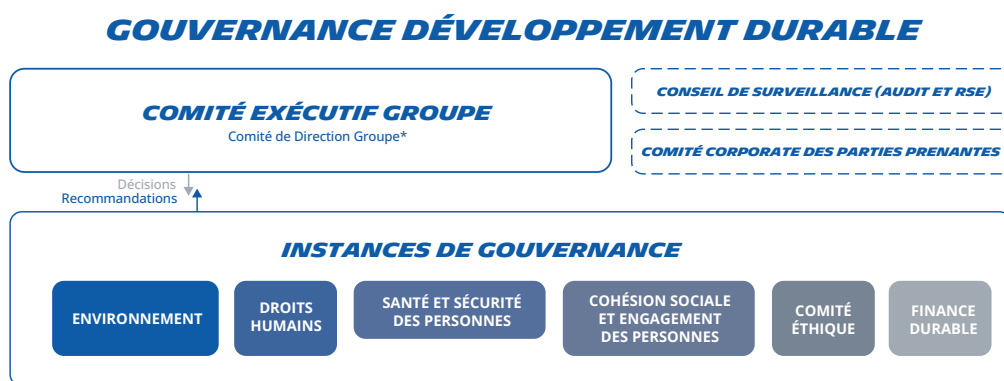 GOUVERNANCE DÉVELOPPEMENT DURABLE
COMITÉ EXÉCUTIF GROUPE
Comité de Direction Groupe*
CONSEIL DE SURVEILLANCE (AUDIT ET RSE)
COMITÉ CORPORATE DES PARTIES PRENANTES
Décisions
Recommandations
INSTANCES DE GOUVERNANCE
ENVIRONNEMENT
DROITS
HUMAINS
SANTÉ ET SÉCURITÉ
DES PERSONNES
COHÉSION SOCIALE
ET ENGAGEMENT
DES PERSONNES
COMITÉ
ÉTHIQUE
FINANCE
DURABLE